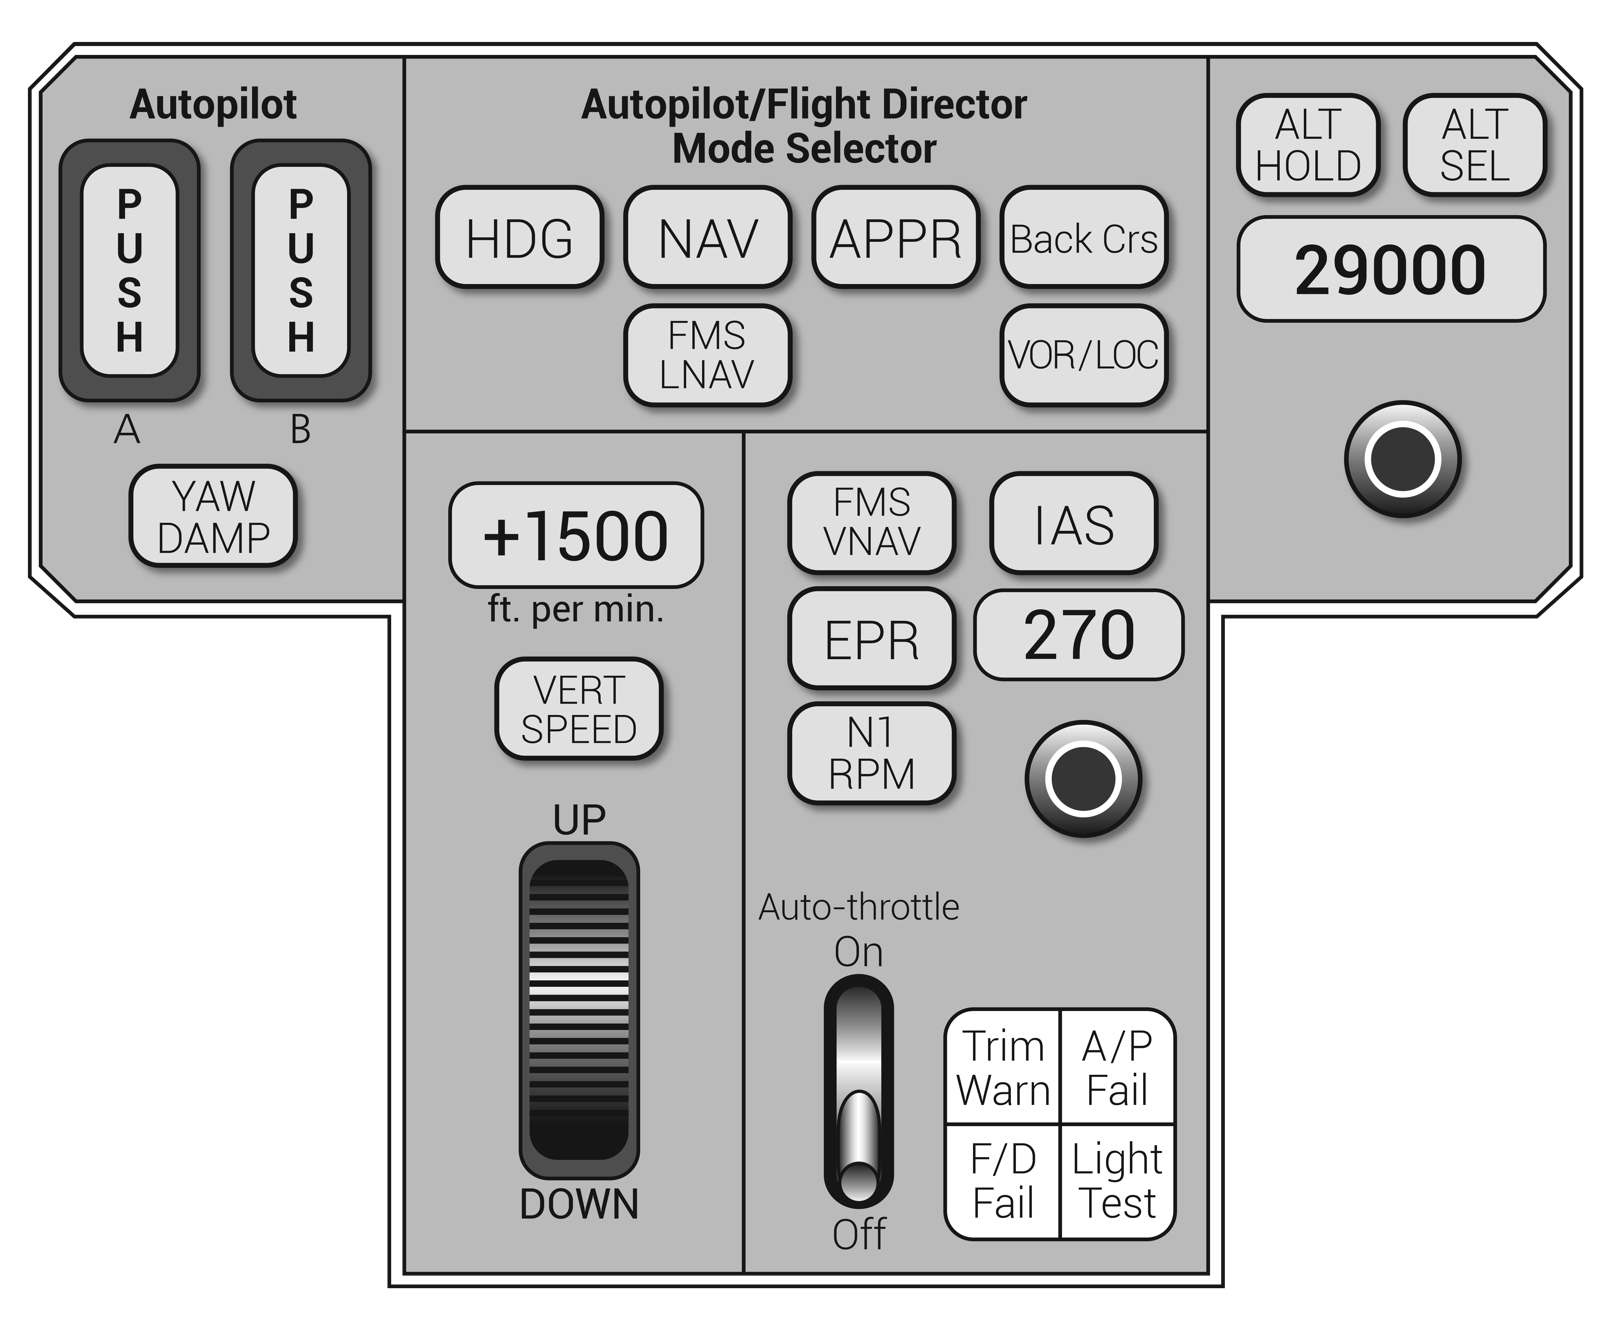 Autopilot
P
U
S
H
P
U
S
H
A
B
YAW
DAMP
Autopilot/Flight Director
Mode Selector
HDG
NAV
APPR
Back Crs
FMS
LNAV
VOR/LOC
ALT
HOLD
ALT
SEL
29000
+1500
ft. per min.
VERT
SPEED
UP
DOWN
FMS
VNAV
IAS
EPR
270
N1
RPM
Auto-throttle
On
Off
Trim
Warn
A/P
Fail
F/D
Fail
Light
Test